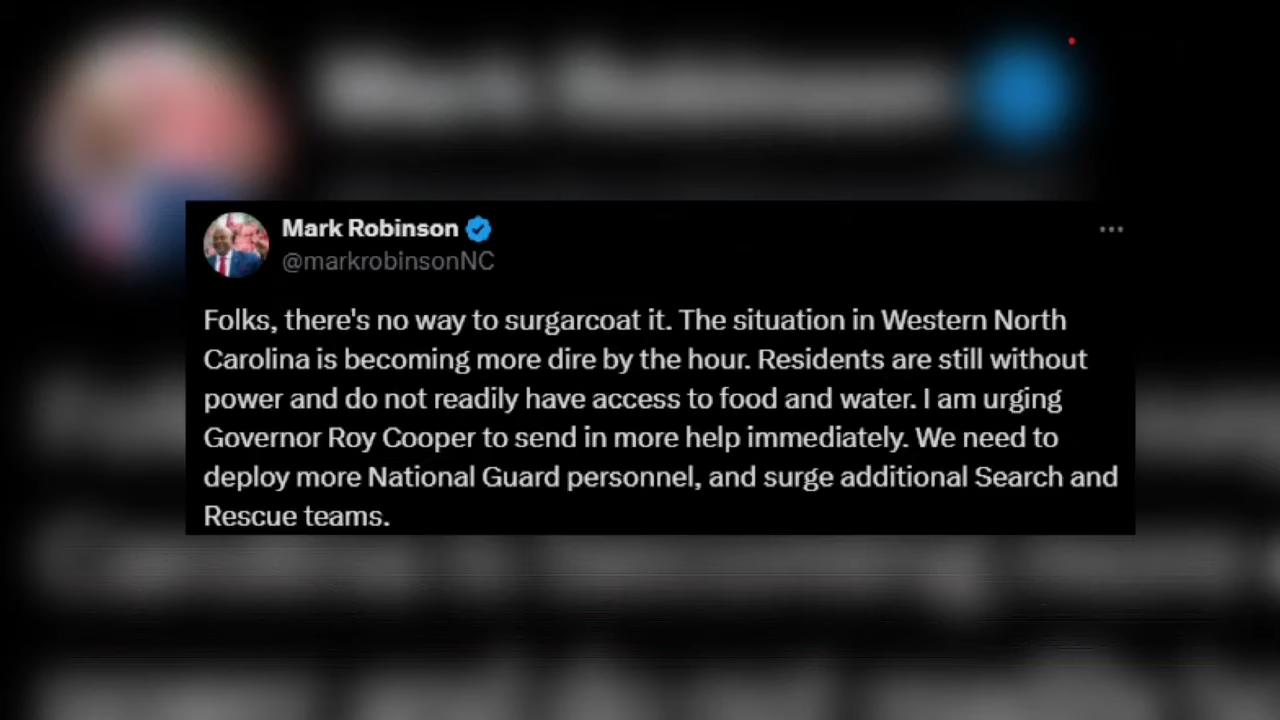 Mark Robinson
@markrobinsonNC
Folks, there's no way to surgarcoat it. The situation in Western North
Carolina is becoming more dire by the hour. Residents are still without
power and do not readily have access to food and water. I am urging
Governor Roy Cooper to send in more help immediately. We need to
deploy more National Guard personnel, and surge additional Search and
Rescue teams.